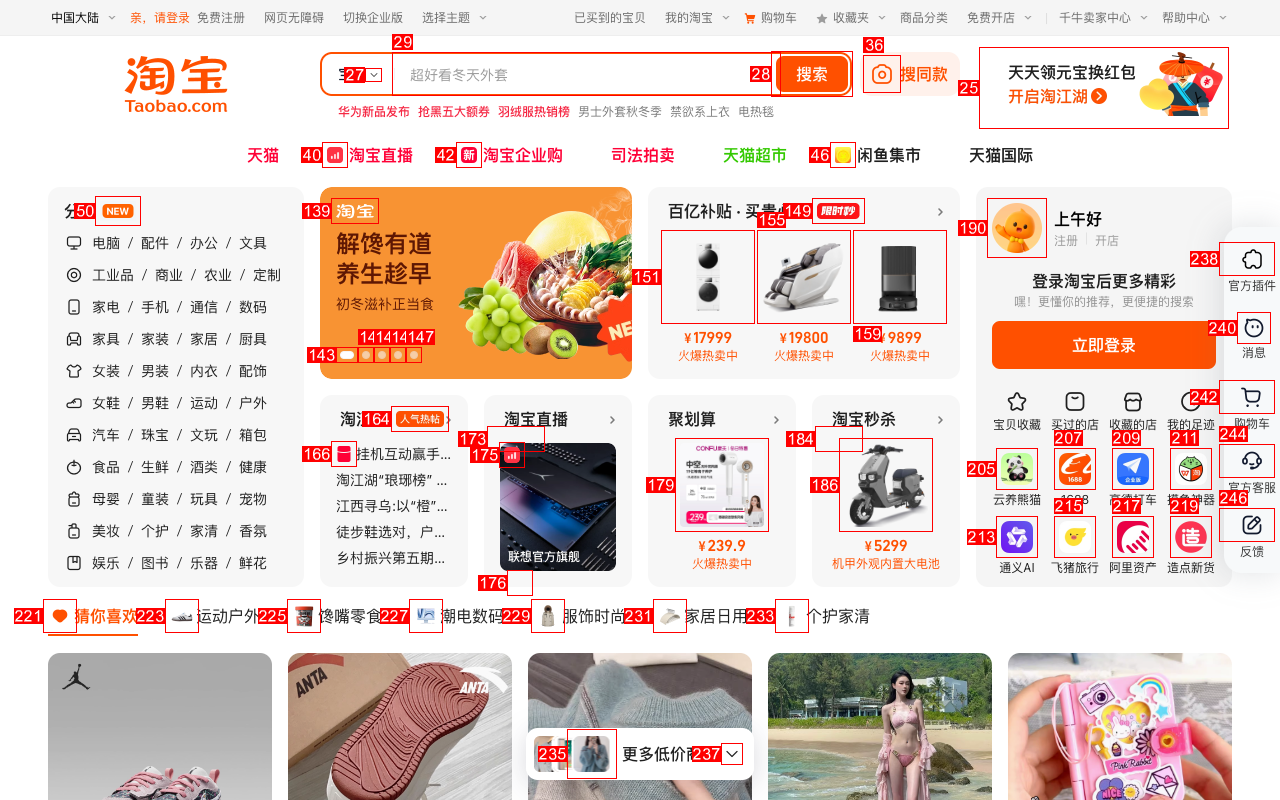 中国大陆 亲，请登录 免费注册 网页无障碍 切换企业版 选择主题 已买到的宝贝 我的淘宝 购物车 收藏夹 商品分类 免费开店 千牛卖家中心 帮助中心
29
36
淘宝
Taobao.com
27
超好看冬天外套
28
搜索
搜同款
25
天天领元宝换红包
开启淘江湖
华为新品发布 抢黑五大额券 羽绒服热销榜 男士外套秋冬季 禁欲系上衣 电热毯
天猫 40 淘宝直播 42 新 淘宝企业购 司法拍卖 天猫超市 46 闲鱼集市 天猫国际
50 NEW
电脑 / 配件 / 办公 / 文具
工业品 / 商业 / 农业 / 定制
家电 / 手机 / 通信 / 数码
家具 / 家装 / 家居 / 厨具
女装 / 男装 / 内衣 / 配饰
女鞋 / 男鞋 / 运动 / 户外
汽车 / 珠宝 / 文玩 / 箱包
食品 / 生鲜 / 酒类 / 健康
母婴 / 童装 / 玩具 / 宠物
美妆 / 个护 / 家清 / 香氛
娱乐 / 图书 / 乐器 / 鲜花
139 淘宝
解馋有道
养生趁早
初冬滋补正当食
NEW
147
143
百亿补贴 · 买贵
149 限时秒
155
151
159
¥17999 ¥19800 ¥9899
火爆热卖中 火爆热卖中 火爆热卖中
164 人气热帖
166 挂机互动赢手...
淘江湖“琅琊榜” ...
江西寻乌:以“橙”...
徒步鞋选对，户...
乡村振兴第五期...
淘宝直播
173
175
联想官方旗舰
176
聚划算
179
CONFU
中空
239.
¥239.9
火爆热卖中
淘宝秒杀
184
186
¥5299
机甲外观内置大电池
190
上午好
注册 开店
登录淘宝后更多精彩
嘿！更懂你的推荐，更便捷的搜索
立即登录
宝贝收藏 买过的店 收藏的店 我的足迹
205 207 209 211
1688 企业版
云养熊猫 1688 高德打车 摸鱼神器
213 215 217 219
造
通义AI 飞猪旅行 阿里资产 造点新货
238
官方插件
240
消息
242
购物车
244
官方客服
246
反馈
221 猜你喜欢 223 运动户外 225 馋嘴零食 227 潮电数码 229 服饰时尚 231 家居日用 233 个护家清
ANTA
ANTA
235 更多低价商 237
Pink Rabbit
NICE